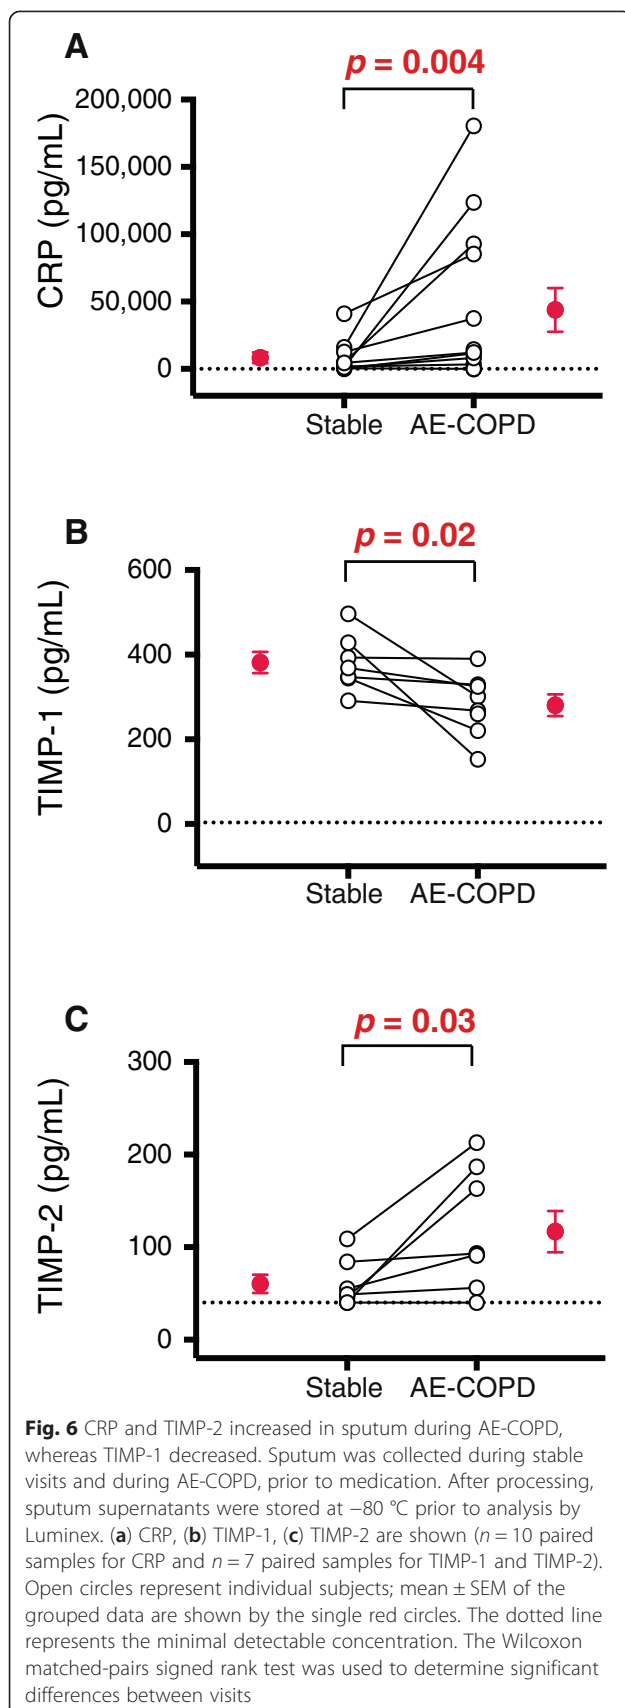 A
p = 0.004
200,000
150,000
100,000
50,000
0
CRP (pg/mL)
Stable AE-COPD
B
p = 0.02
600
400
200
0
TIMP-1 (pg/mL)
Stable AE-COPD
C
p = 0.03
300
200
100
0
TIMP-2 (pg/mL)
Stable AE-COPD
Fig. 6 CRP and TIMP-2 increased in sputum during AE-COPD,
whereas TIMP-1 decreased. Sputum was collected during stable
visits and during AE-COPD, prior to medication. After processing,
sputum supernatants were stored at −80 °C prior to analysis by
Luminex. (a) CRP, (b) TIMP-1, (c) TIMP-2 are shown (n = 10 paired
samples for CRP and n = 7 paired samples for TIMP-1 and TIMP-2).
Open circles represent individual subjects; mean ± SEM of the
grouped data are shown by the single red circles. The dotted line
represents the minimal detectable concentration. The Wilcoxon
matched-pairs signed rank test was used to determine significant
differences between visits